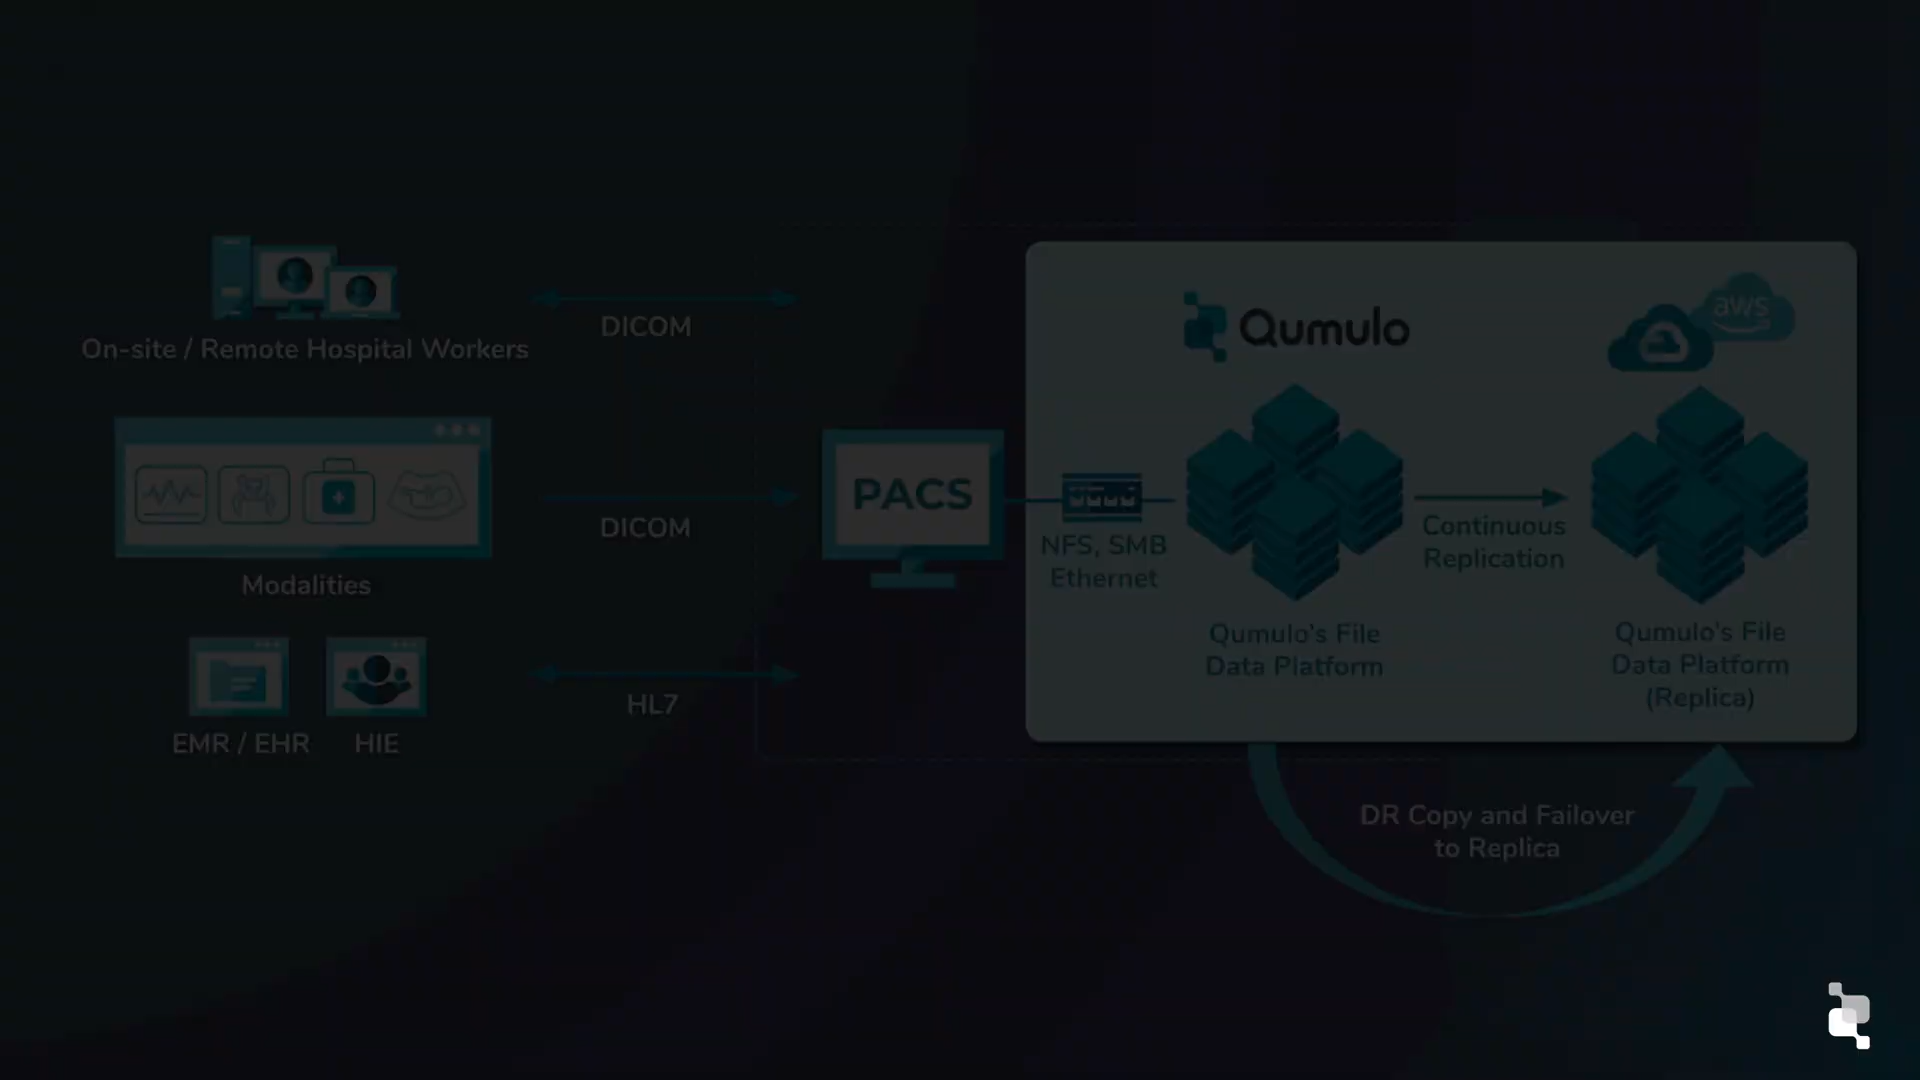 On-site / Remote Hospital Workers
DICOM
Modalities
DICOM
EMR / EHR
HIE
HL7
PACS
NFS, SMB
Ethernet
Qumulo
Qumulo's File
Data Platform
Continuous
Replication
aws
Qumulo's File
Data Platform
(Replica)
DR Copy and Failover
to Replica